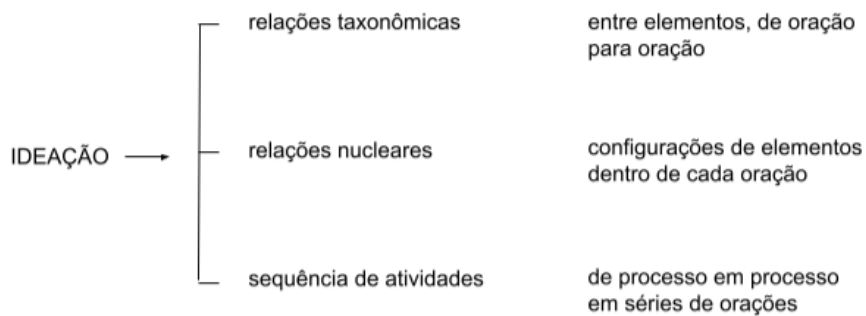 relações taxonômicas
entre elementos, de oração
para oração
IDEAÇÃO
relações nucleares
configurações de elementos
dentro de cada oração
sequência de atividades
de processo em processo
em séries de orações